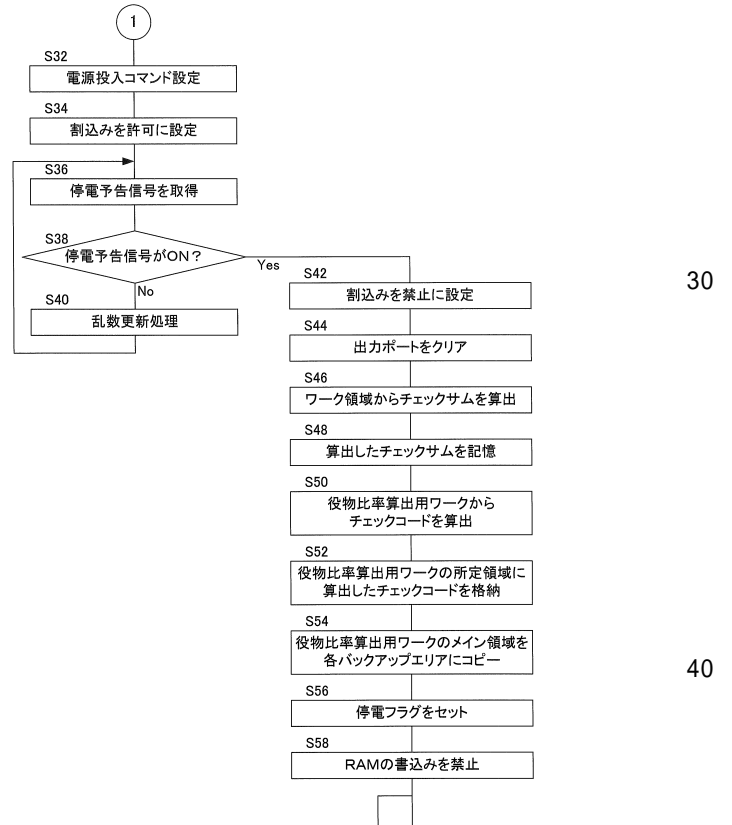 1
S32
電源投入コマンド設定
S34
割込みを許可に設定
S36
停電予告信号を取得
S38
停電予告信号がON？
Yes
No
S40
乱数更新処理
S42
割込みを禁止に設定
30
S44
出力ポートをクリア
S46
ワーク領域からチェックサムを算出
S48
算出したチェックサムを記憶
S50
役物比率算出用ワークから
チェックコードを算出
S52
役物比率算出用ワークの所定領域に
算出したチェックコードを格納
S54
役物比率算出用ワークのメイン領域を
各バックアップエリアにコピー
40
S56
停電フラグをセット
S58
RAMの書込みを禁止